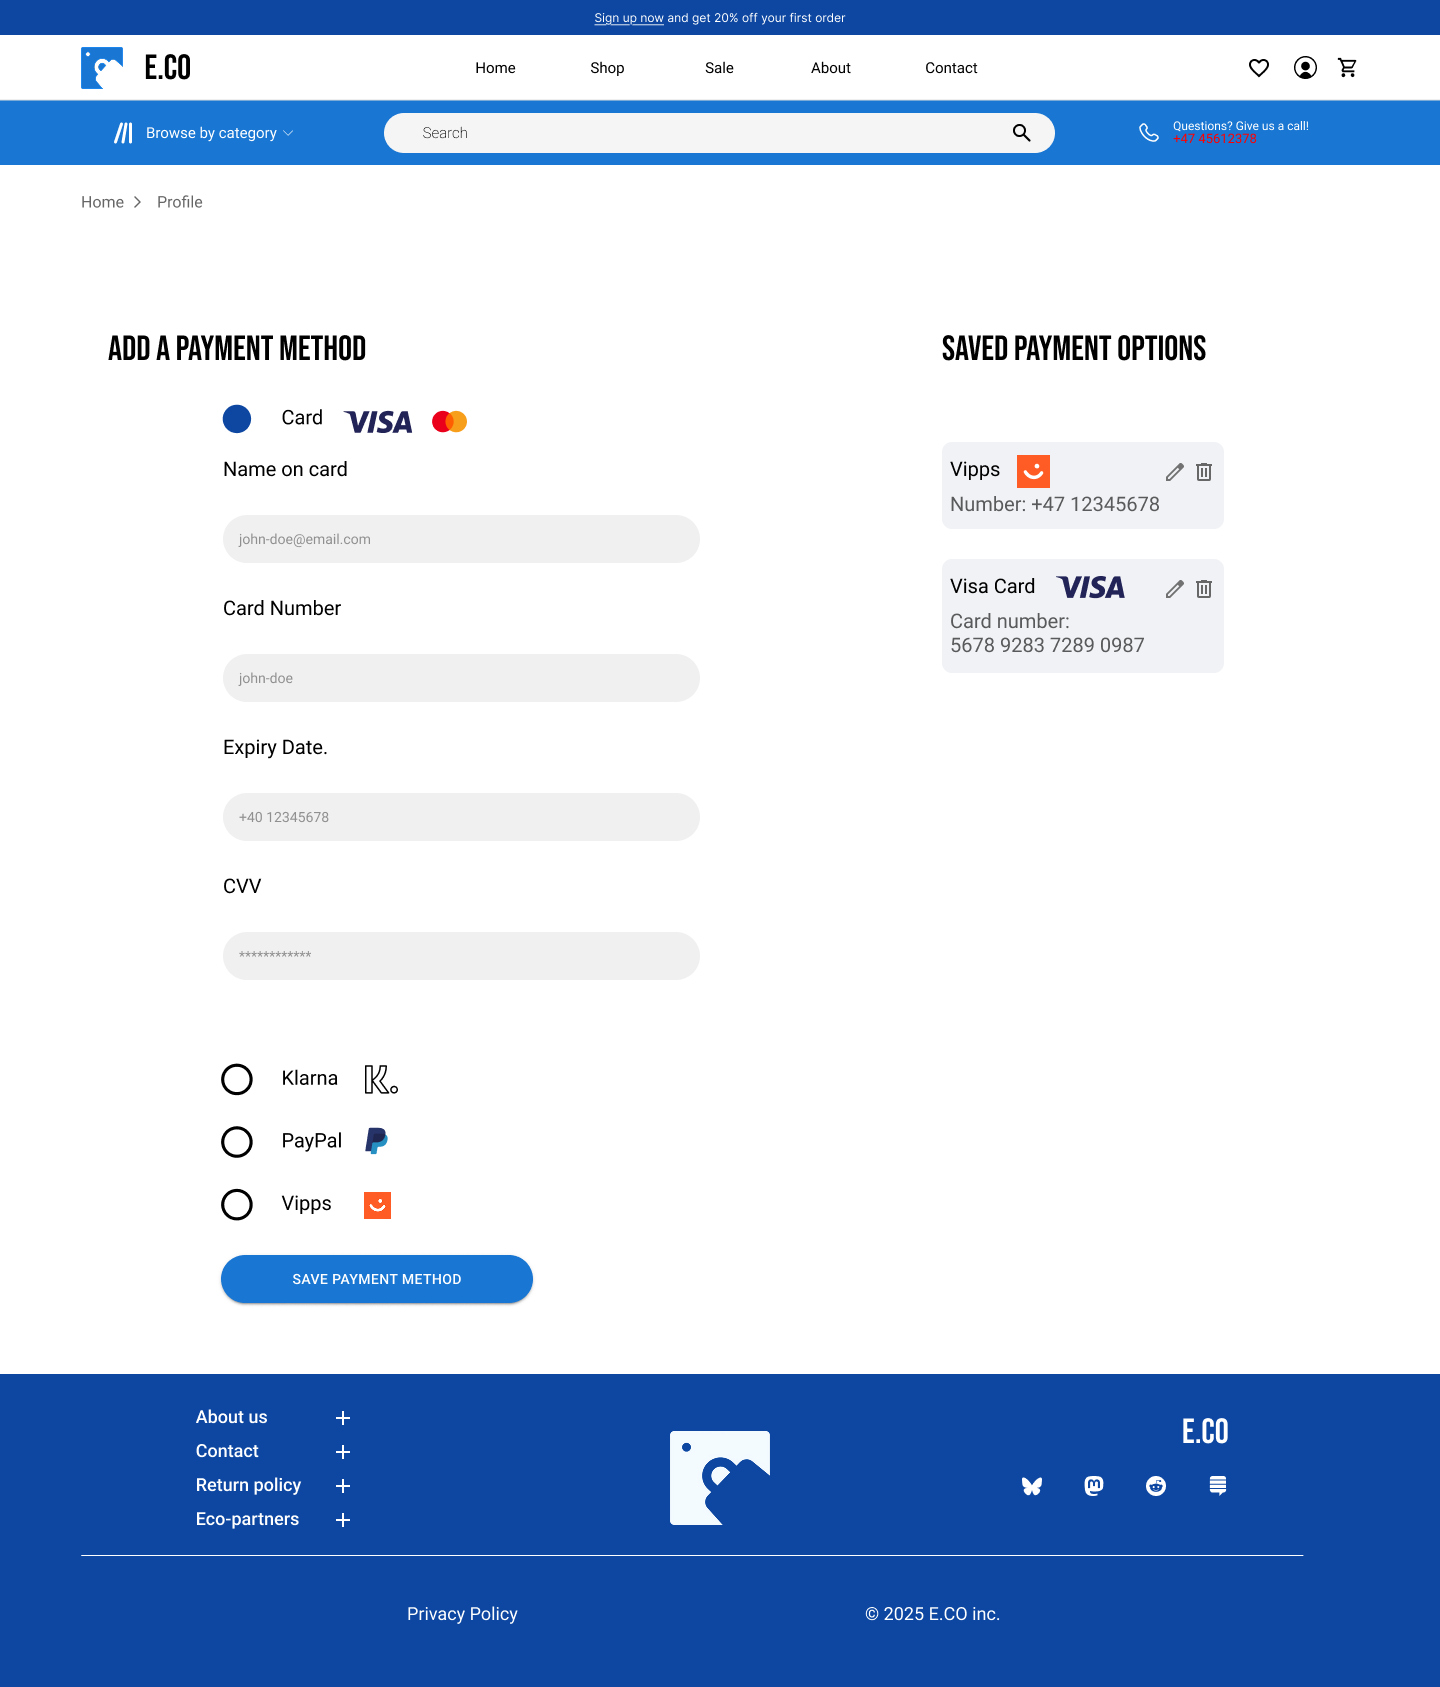 Sign up now and get 20% off your first order
E.CO
Home
Shop
Sale
About
Contact
Browse by category
Search
Questions? Give us a call!
+47 45612378
Home
Profile
ADD A PAYMENT METHOD
Card
VISA
Name on card
john-doe@email.com
Card Number
john-doe
Expiry Date.
+40 12345678
CVV
************
Klarna
K.
PayPal
Vipps
SAVE PAYMENT METHOD
SAVED PAYMENT OPTIONS
Vipps
Number: +47 12345678
Visa Card
VISA
Card number:
5678 9283 7289 0987
About us
Contact
Return policy
Eco-partners
E.CO
Privacy Policy
© 2025 E.CO inc.